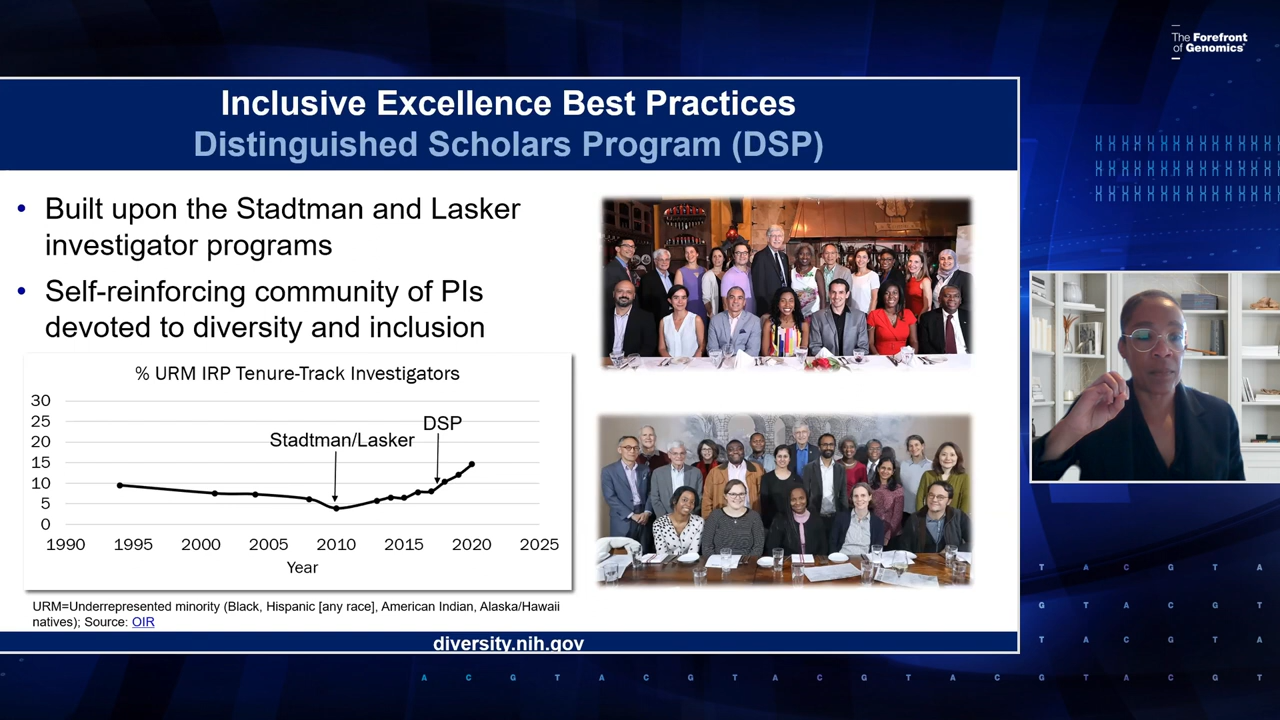 The Forefront
of Genomics®
Inclusive Excellence Best Practices
Distinguished Scholars Program (DSP)
• Built upon the Stadtman and Lasker
investigator programs
• Self-reinforcing community of PIs
devoted to diversity and inclusion
% URM IRP Tenure-Track Investigators
30
25
20
15
10
5
0
DSP
Stadtman/Lasker
1990 1995 2000 2005 2010 2015 2020 2025
Year
URM=Underrepresented minority (Black, Hispanic [any race], American Indian, Alaska/Hawaii
natives); Source: OIR
diversity.nih.gov
T A C G T A
G T A C G T
T A C G T A
A C G T A C G T A C G T A C G T A C G T